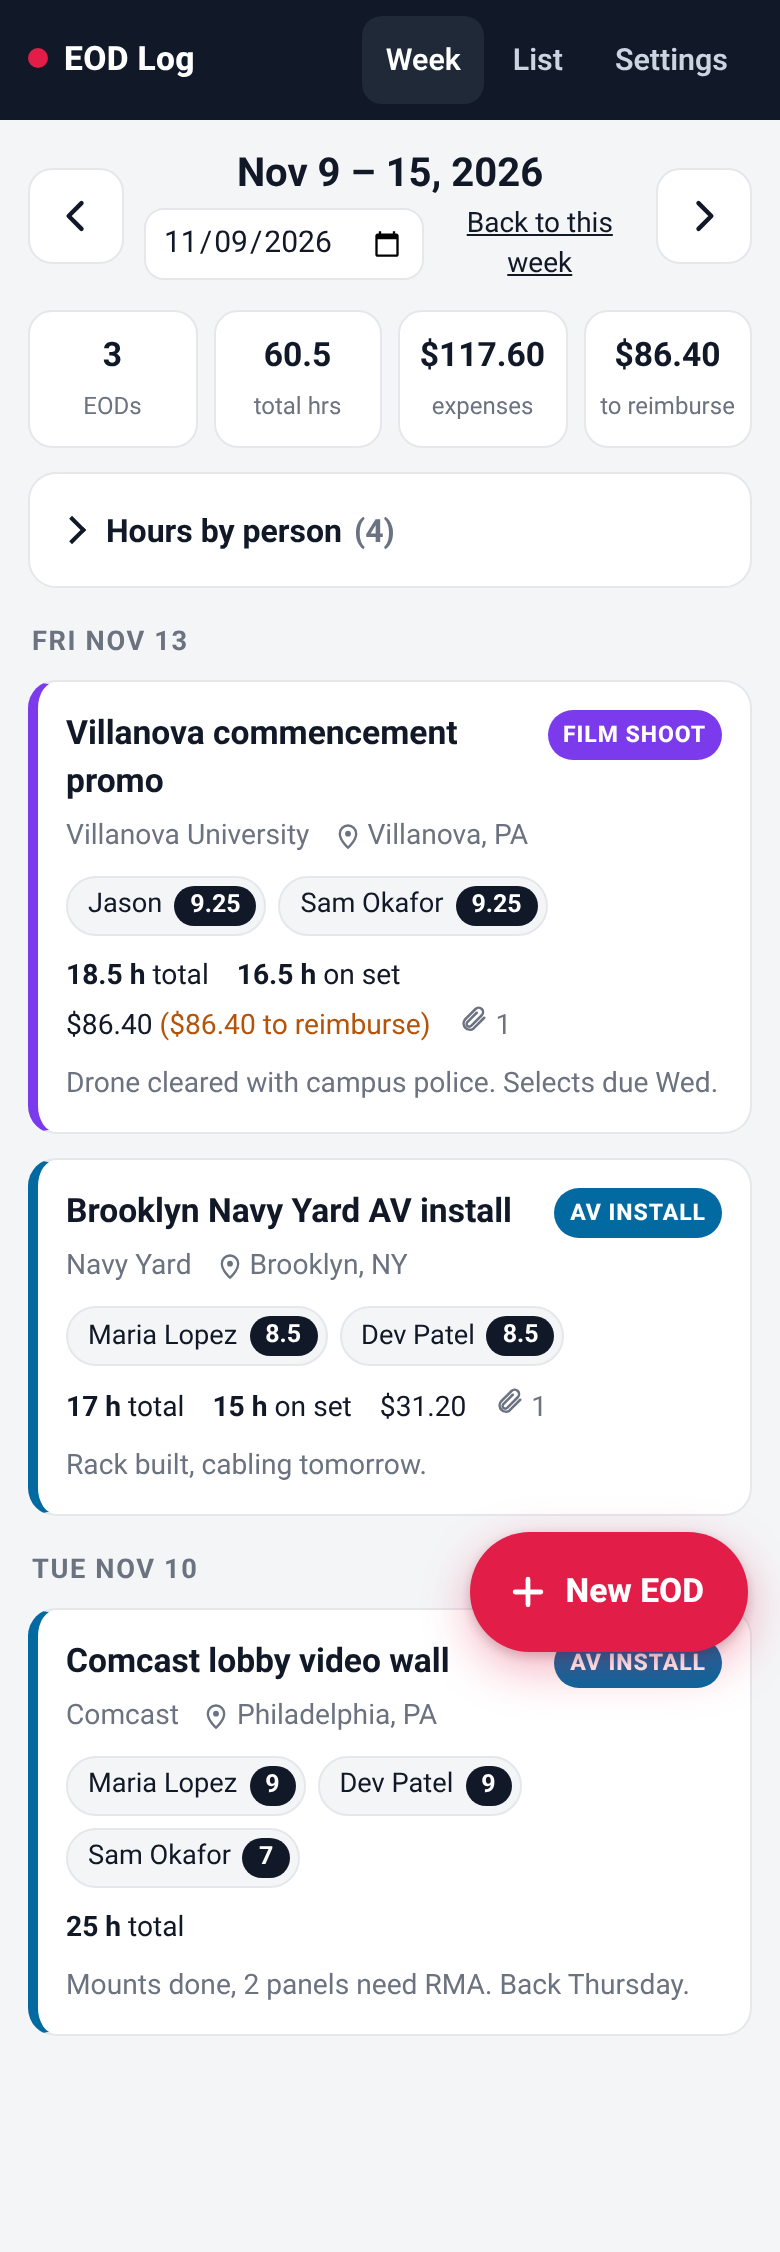 EOD Log
Week
List
Settings
Nov 9 – 15, 2026
11/09/2026
Back to this
week
3
EODs
60.5
total hrs
$117.60
expenses
$86.40
to reimburse
Hours by person (4)
FRI NOV 13
Villanova commencement
promo
FILM SHOOT
Villanova University Villanova, PA
Jason 9.25 Sam Okafor 9.25
18.5 h total 16.5 h on set
$86.40 ($86.40 to reimburse) 1
Drone cleared with campus police. Selects due Wed.
Brooklyn Navy Yard AV install
AV INSTALL
Navy Yard Brooklyn, NY
Maria Lopez 8.5 Dev Patel 8.5
17 h total 15 h on set $31.20 1
Rack built, cabling tomorrow.
TUE NOV 10
+ New EOD
Comcast lobby video wall
AV INSTALL
Comcast Philadelphia, PA
Maria Lopez 9 Dev Patel 9
Sam Okafor 7
25 h total
Mounts done, 2 panels need RMA. Back Thursday.